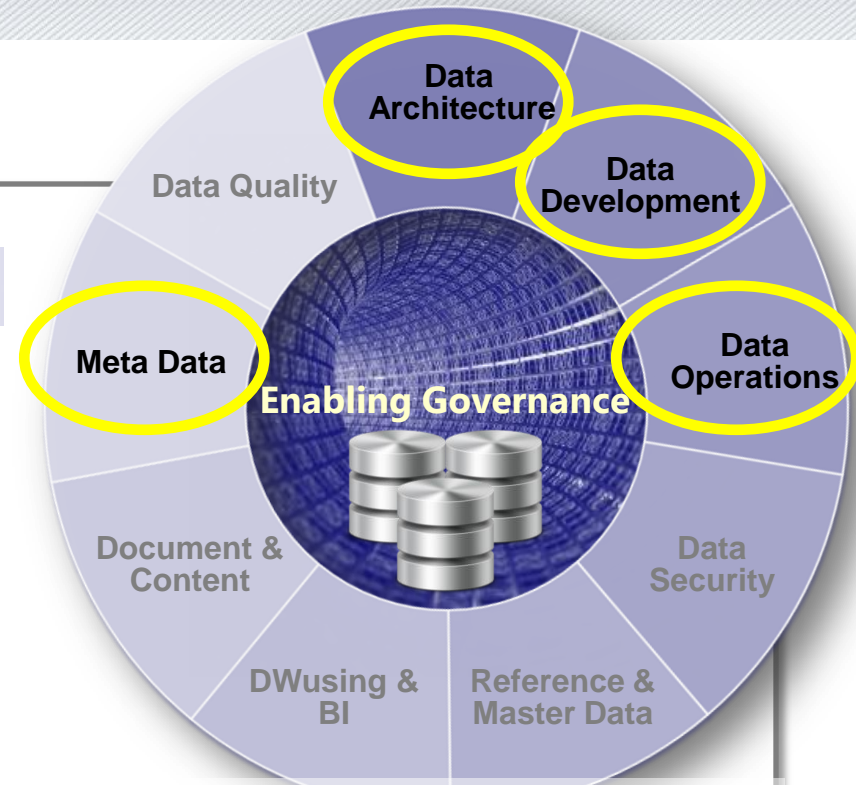 Data
Architecture
Data
Development
Data Quality
Meta Data
Data
Operations
Enabling Governance
Document &
Content
Data
Security
DWusing &
BI
Reference &
Master Data